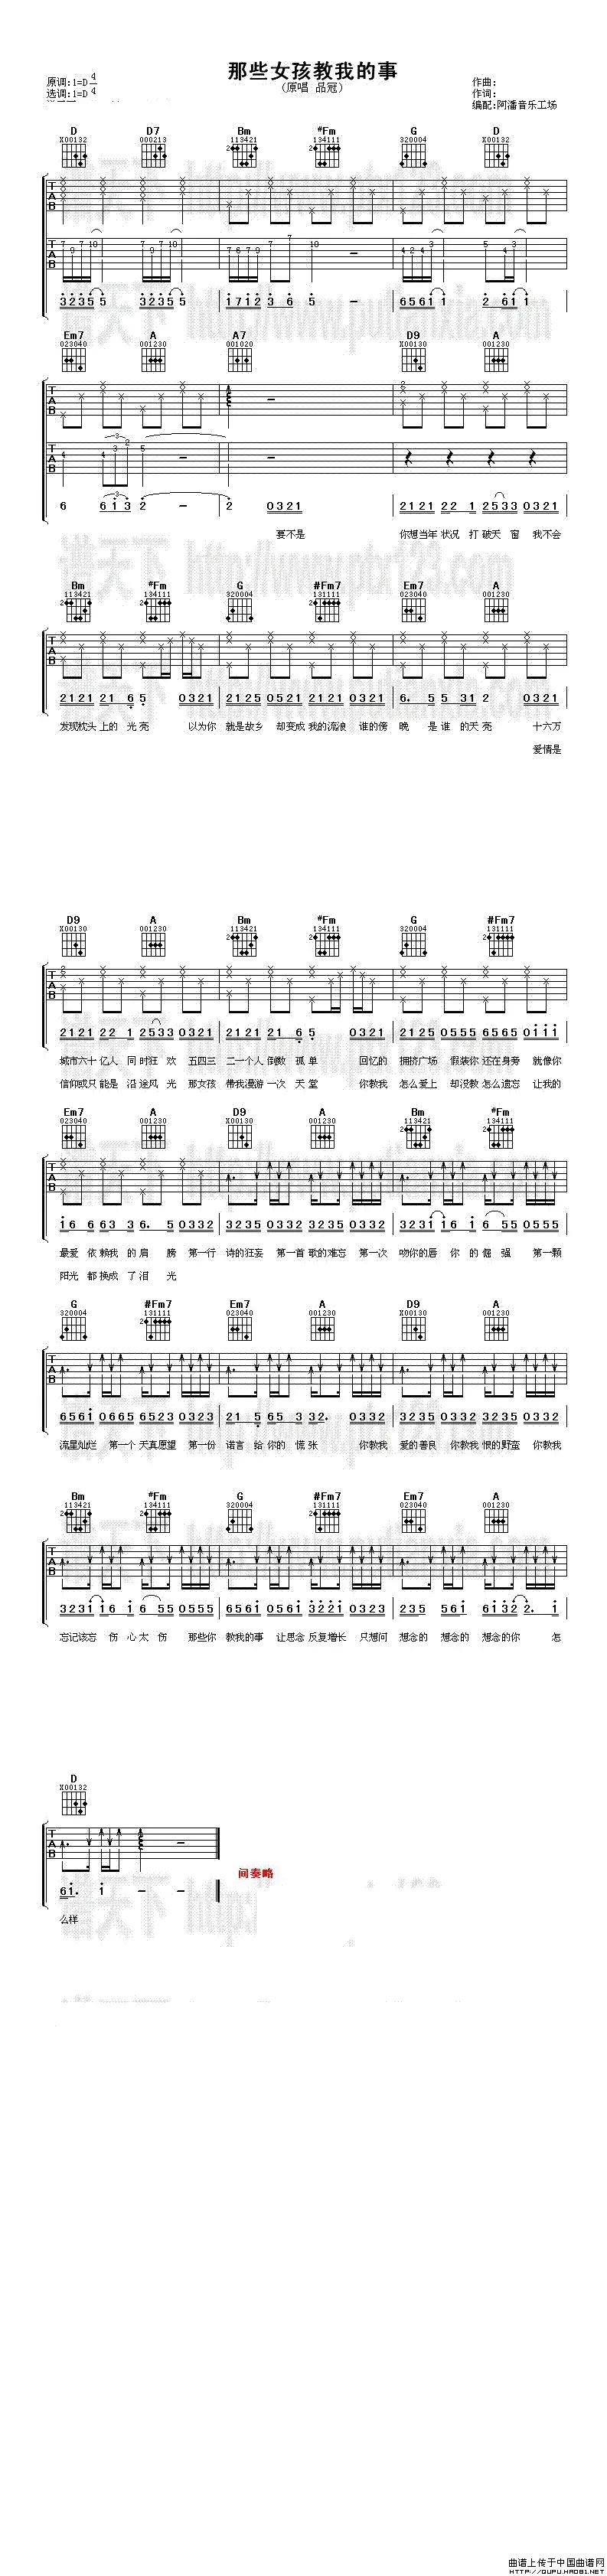 那些女孩教我的事
(原唱 品冠)
原调:1=D 4/4
选调:1=D
作曲:
作词:
编配:阿潘音乐工场
D D7 Bm #Fm G D
X00132 000213 113421 134111 320004 X00132
3235 5 3235 5 1712 3 6 5 - 6561 1 2 61 1
Em7 A A7 D9 A
023040 001230 001020 X00130 001230
6 613 2 - 2 0321 2121 22 1 2533 0321
要不是 你想当年 状况 打 破天 窗 我不会
Bm #Fm G #Fm7 Em7 A
113421 134111 320004 131111 023040 001230
2121 21 6 5 0321 2125 0521 2121 0321 6. 5 5 31 2 0321
发现枕头 上的 光 亮 以为你 就是故乡 却变成 我的流浪 谁的傍 晚 是 谁 的天 亮 十六万
爱情是
D9 A Bm #Fm G #Fm7
X00130 001230 113421 134111 320004 131111
2121 22 1 2533 0321 2121 21 6 5 0321 2125 0555 6565 0111
城市六十 亿人 同 时狂 欢 五四三 二一个人 倒数 孤 单 回忆的 拥挤广场 假装你 还在身旁 就像你
信仰或只 能是 沿 途风 光 那女孩 带我漫游 一次 天 堂 你教我 怎么爱上 却没教 怎么遗忘 让我的
Em7 A D9 A Bm #Fm
023040 001230 X00130 001230 113421 134111
1 6 6 63 3 6. 5 0332 3235 0335 3235 0332 3231 16 1 6 55 0555
最爱 依 赖我 的 肩 膀 第一行 诗的狂妄 第一首 歌的难忘 第一次 吻你的唇 你 的 倔 强 第一颗
阳光 都 换成 了 泪 光
G #Fm7 Em7 A D9 A
320004 131111 023040 001230 X00130 001230
6561 0665 6523 0323 21 5 65 33 32. 0332 3235 0332 3235 0332
流星灿烂 第一个 天真愿望 第一份 诺言 给 你的 慌 张 你教我 爱的善良 你教我 恨的野蛮 你教我
Bm #Fm G #Fm7 Em7 A
113421 134111 320004 131111 023040 001230
3231 16 1 6 55 0555 6561 0561 3221 0323 235 561 6132 2. 1
忘记该忘 伤 心 太 伤 那些你 教我的事 让思念 反复增长 只想问 想念的 想念的 想念的你 怎
D
X00132
61. 1 - -
间奏略
么样
曲谱上传于中国曲谱网
HTTP://QUPU.HAO81.NET